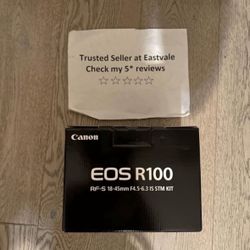 Trusted Seller at Eastvale
Check my 5* reviews
☆☆☆☆☆
Canon
EOS R100
RF-S 18-45mm F4.5-6.3 IS STM KIT